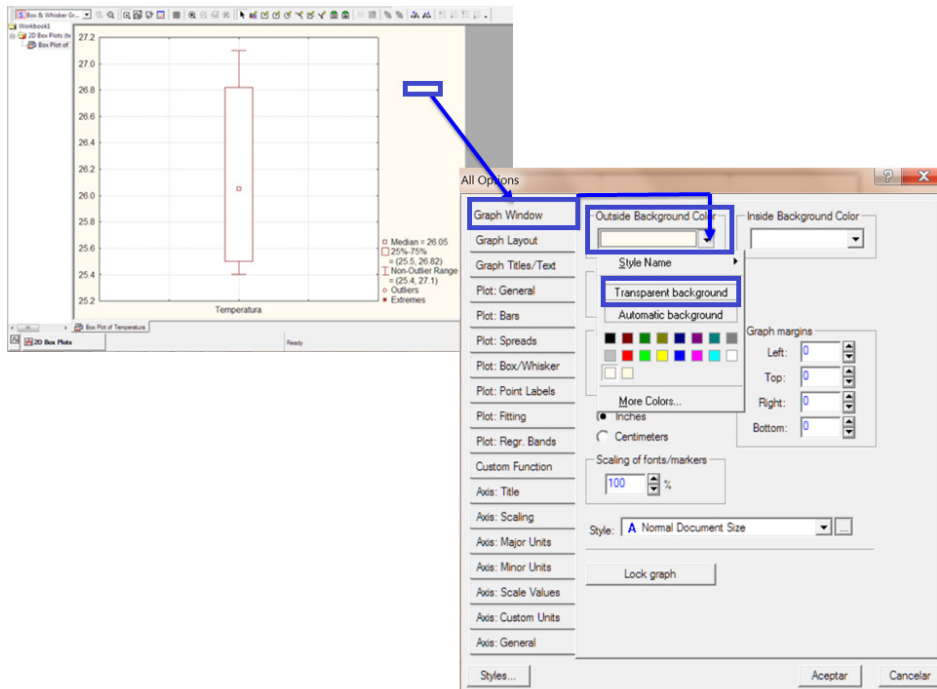 Box & Whisker Gr...
Workbook1
2D Box Plots (te
Box Plot of
27.2
27.0
26.8
26.6
26.4
26.2
26.0
25.8
25.6
25.4
25.2
Temperatura
Median = 26.05
25%-75%
= (25.5, 26.82)
Non-Outlier Range
= (25.4, 27.1)
Outliers
Extremes
Box Plot of Temperatura
2D Box Plots
Ready
All Options
Graph Window
Graph Layout
Graph Titles/Text
Plot: General
Plot: Bars
Plot: Spreads
Plot: Box/Whisker
Plot: Point Labels
Plot: Fitting
Plot: Regr. Bands
Custom Function
Axis: Title
Axis: Scaling
Axis: Major Units
Axis: Minor Units
Axis: Scale Values
Axis: Custom Units
Axis: General
Outside Background Color
Inside Background Color
Style Name
Transparent background
Automatic background
More Colors...
Graph margins
Left: 0
Top: 0
Right: 0
Bottom: 0
Inches
Centimeters
Scaling of fonts/markers
100 %
Style: A Normal Document Size ...
Lock graph
Styles...
Aceptar
Cancelar